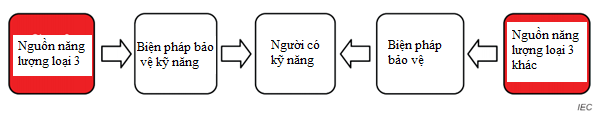 Nguồn năng
lượng loại 3
Biện pháp bảo
vệ kỹ năng
Người có
kỹ năng
Biện pháp
bảo vệ
Nguồn năng
lượng loại 3
khác
IEC